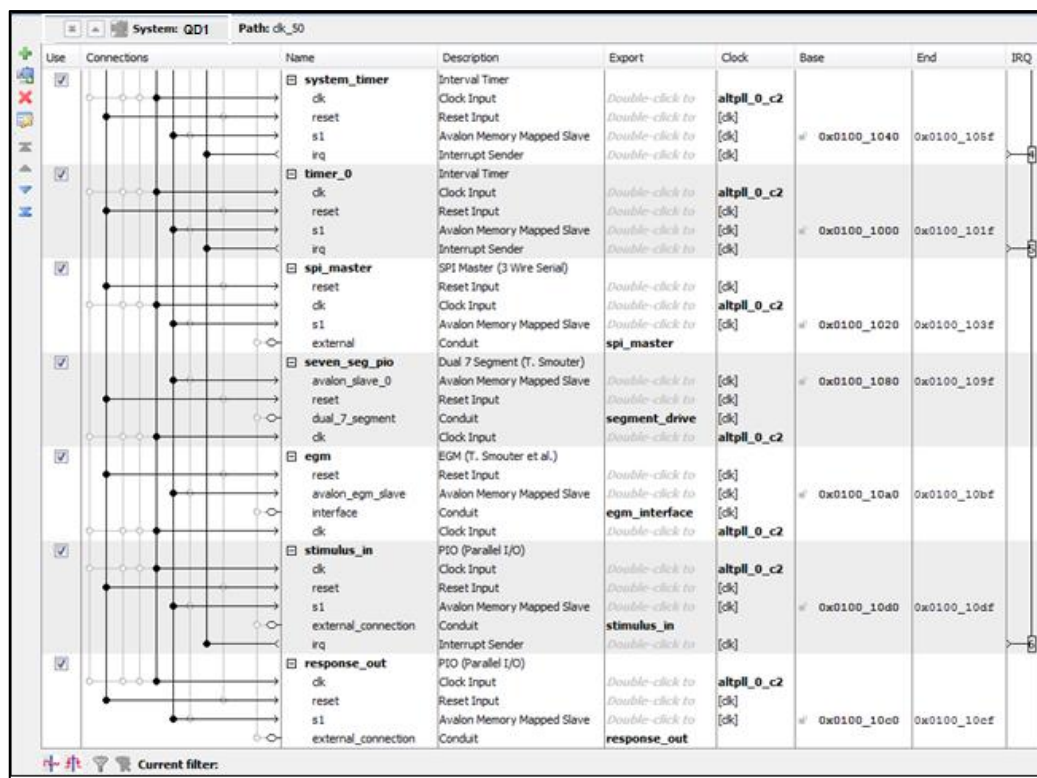 System: QD1 Path: clk_50
Use Connections Name Description Export Clock Base End IRQ
system_timer Interval Timer
clk Clock Input Double-click to altpll_0_c2
reset Reset Input Double-click to [clk]
s1 Avalon Memory Mapped Slave Double-click to [clk] 0x0100_1040 0x0100_105f
irq Interrupt Sender Double-click to [clk] 4
timer_0 Interval Timer
clk Clock Input Double-click to altpll_0_c2
reset Reset Input Double-click to [clk]
s1 Avalon Memory Mapped Slave Double-click to [clk] 0x0100_1000 0x0100_101f
irq Interrupt Sender Double-click to [clk] 5
spi_master SPI Master (3 Wire Serial)
reset Reset Input Double-click to [clk]
clk Clock Input Double-click to altpll_0_c2
s1 Avalon Memory Mapped Slave Double-click to [clk] 0x0100_1020 0x0100_103f
external Conduit spi_master
seven_seg_pio Dual 7 Segment (T. Smouter)
avalon_slave_0 Avalon Memory Mapped Slave Double-click to [clk] 0x0100_1080 0x0100_109f
reset Reset Input Double-click to [clk]
dual_7_segment Conduit segment_drive [clk]
clk Clock Input Double-click to altpll_0_c2
egm EGM (T. Smouter et al.)
reset Reset Input Double-click to [clk]
avalon_egm_slave Avalon Memory Mapped Slave Double-click to [clk] 0x0100_10a0 0x0100_10bf
interface Conduit egm_interface [clk]
clk Clock Input Double-click to altpll_0_c2
stimulus_in PIO (Parallel I/O)
clk Clock Input Double-click to altpll_0_c2
reset Reset Input Double-click to [clk]
s1 Avalon Memory Mapped Slave Double-click to [clk] 0x0100_10d0 0x0100_10df
external_connection Conduit stimulus_in
irq Interrupt Sender Double-click to [clk] 6
response_out PIO (Parallel I/O)
clk Clock Input Double-click to altpll_0_c2
reset Reset Input Double-click to [clk]
s1 Avalon Memory Mapped Slave Double-click to [clk] 0x0100_10c0 0x0100_10cf
external_connection Conduit response_out
Current filter: